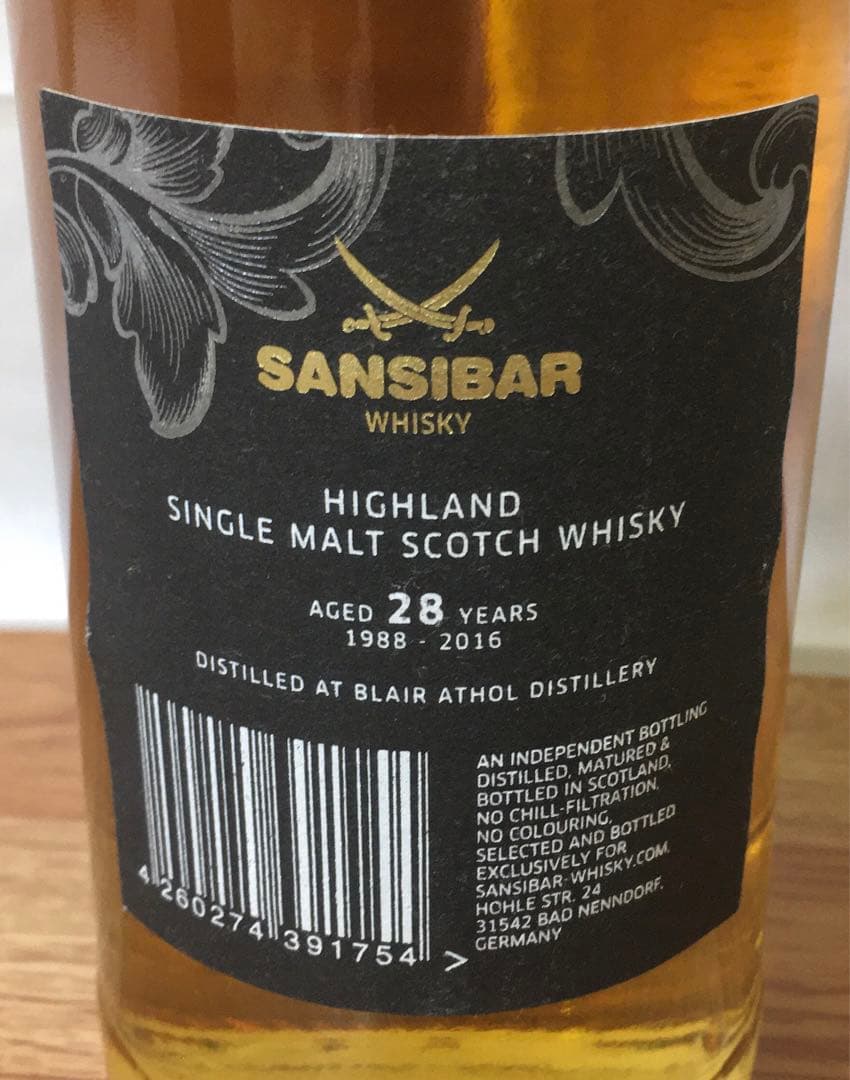 SANSIBAR
WHISKY
HIGHLAND
SINGLE MALT SCOTCH WHISKY
AGED 28 YEARS
1988 - 2016
DISTILLED AT BLAIR ATHOL DISTILLERY
4 260274 391754 >
AN INDEPENDENT BOTTLING
DISTILLED, MATURED &
BOTTLED IN SCOTLAND,
NO CHILL-FILTRATION,
NO COLOURING,
SELECTED AND BOTTLED
EXCLUSIVELY FOR
SANSIBAR-WHISKY.COM,
HOHLE STR. 24
31542 BAD NENNDORF,
GERMANY